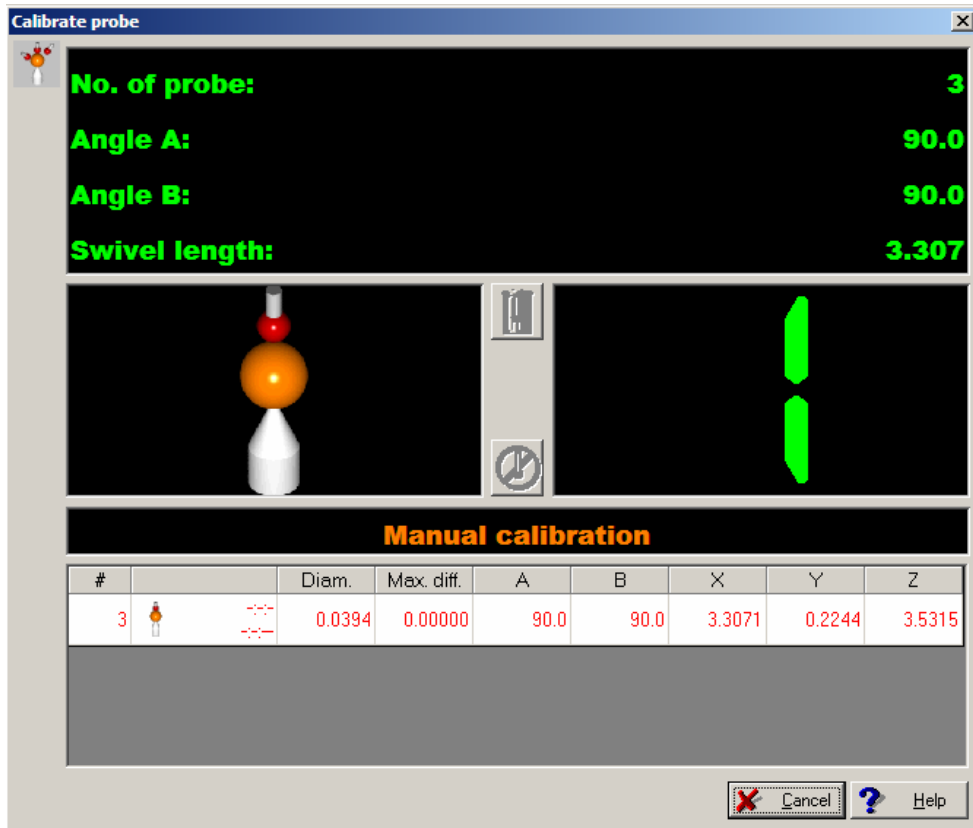 Calibrate probe
No. of probe: 3
Angle A: 90.0
Angle B: 90.0
Swivel length: 3.307
1
Manual calibration
# Diam. Max. diff. A B X Y Z
3 -:-:- 0.0394 0.00000 90.0 90.0 3.3071 0.2244 3.5315
-:-:--
Cancel Help